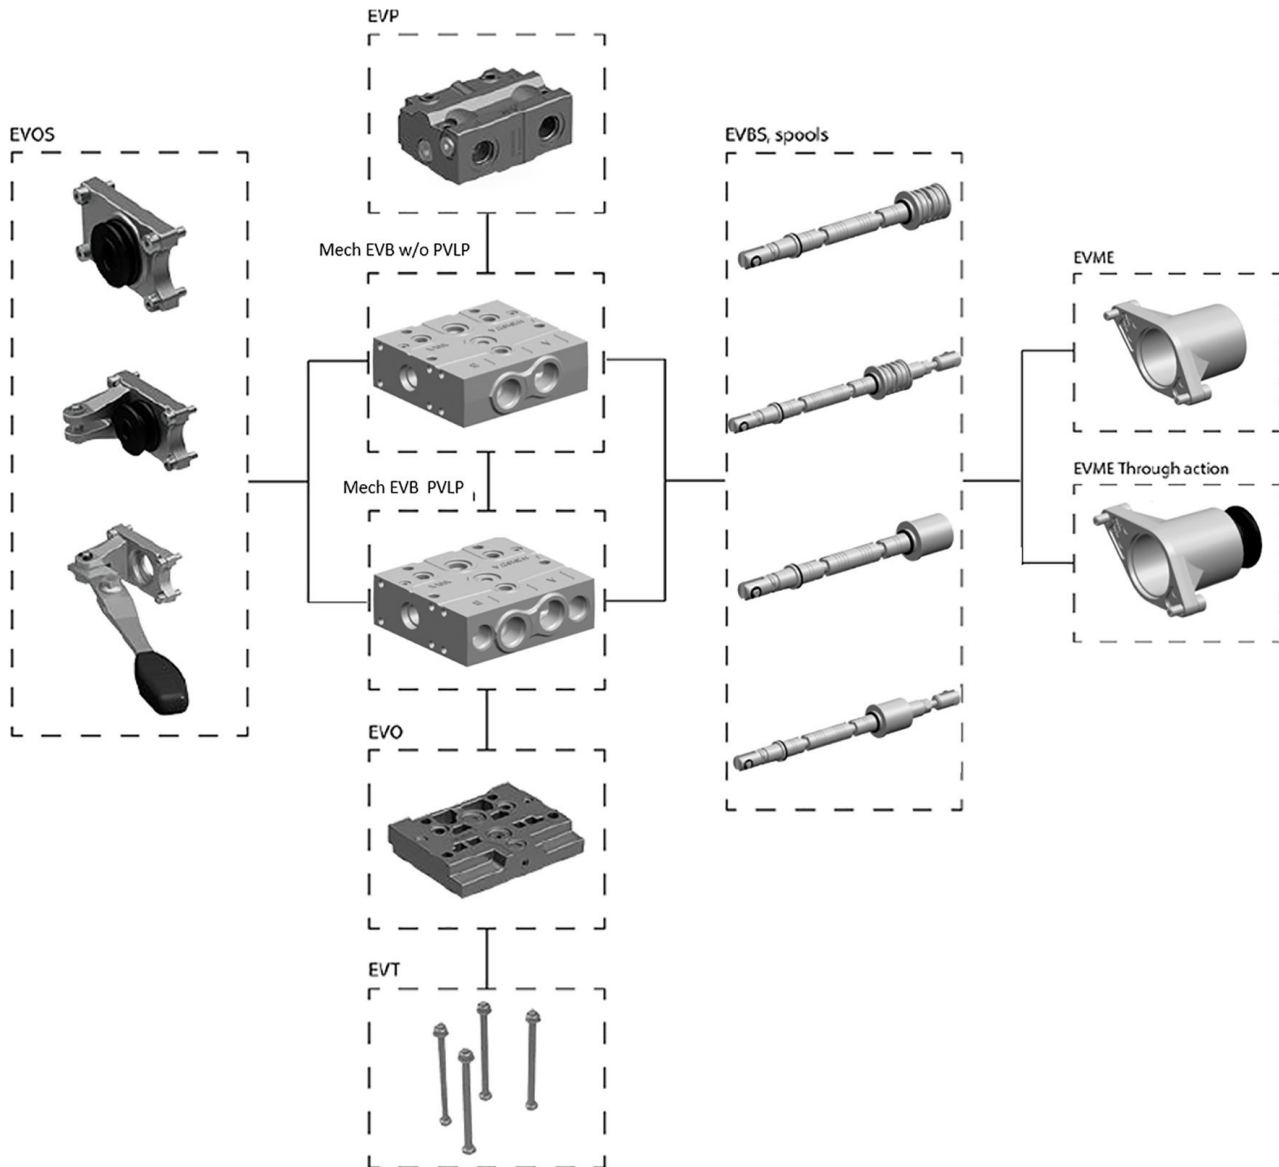 EVP
EVOS
EVBS, spools
Mech EVB w/o PVLP
EVME
EVME Through action
Mech EVB PVLP
EVO
EVT